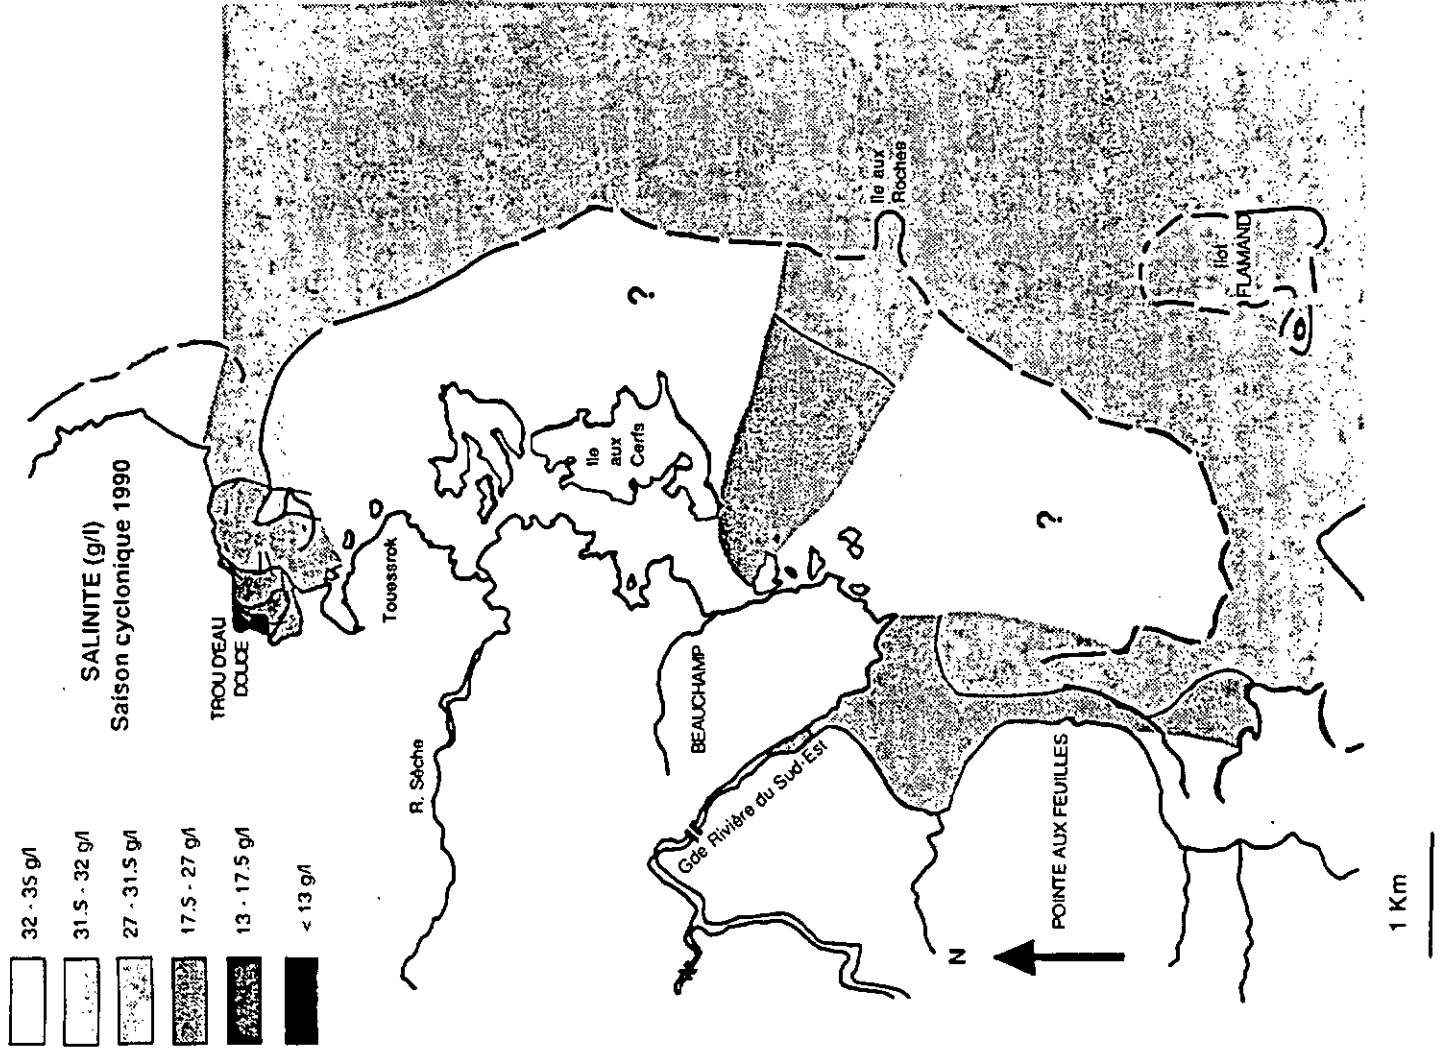 SALINITE (g/l)
Saison cyclonique 1990
32 - 35 g/l
31.5 - 32 g/l
27 - 31.5 g/l
17.5 - 27 g/l
13 - 17.5 g/l
< 13 g/l
TROU D'EAU
DOUCE
Touessrok
R. Sèche
Ile
aux
Cerfs
?
Ile aux
Roches
BEAUCHAMP
Gde Rivière du Sud-Est
?
Ilot
FLAMAND
POINTE AUX FEUILLES
N
1 Km